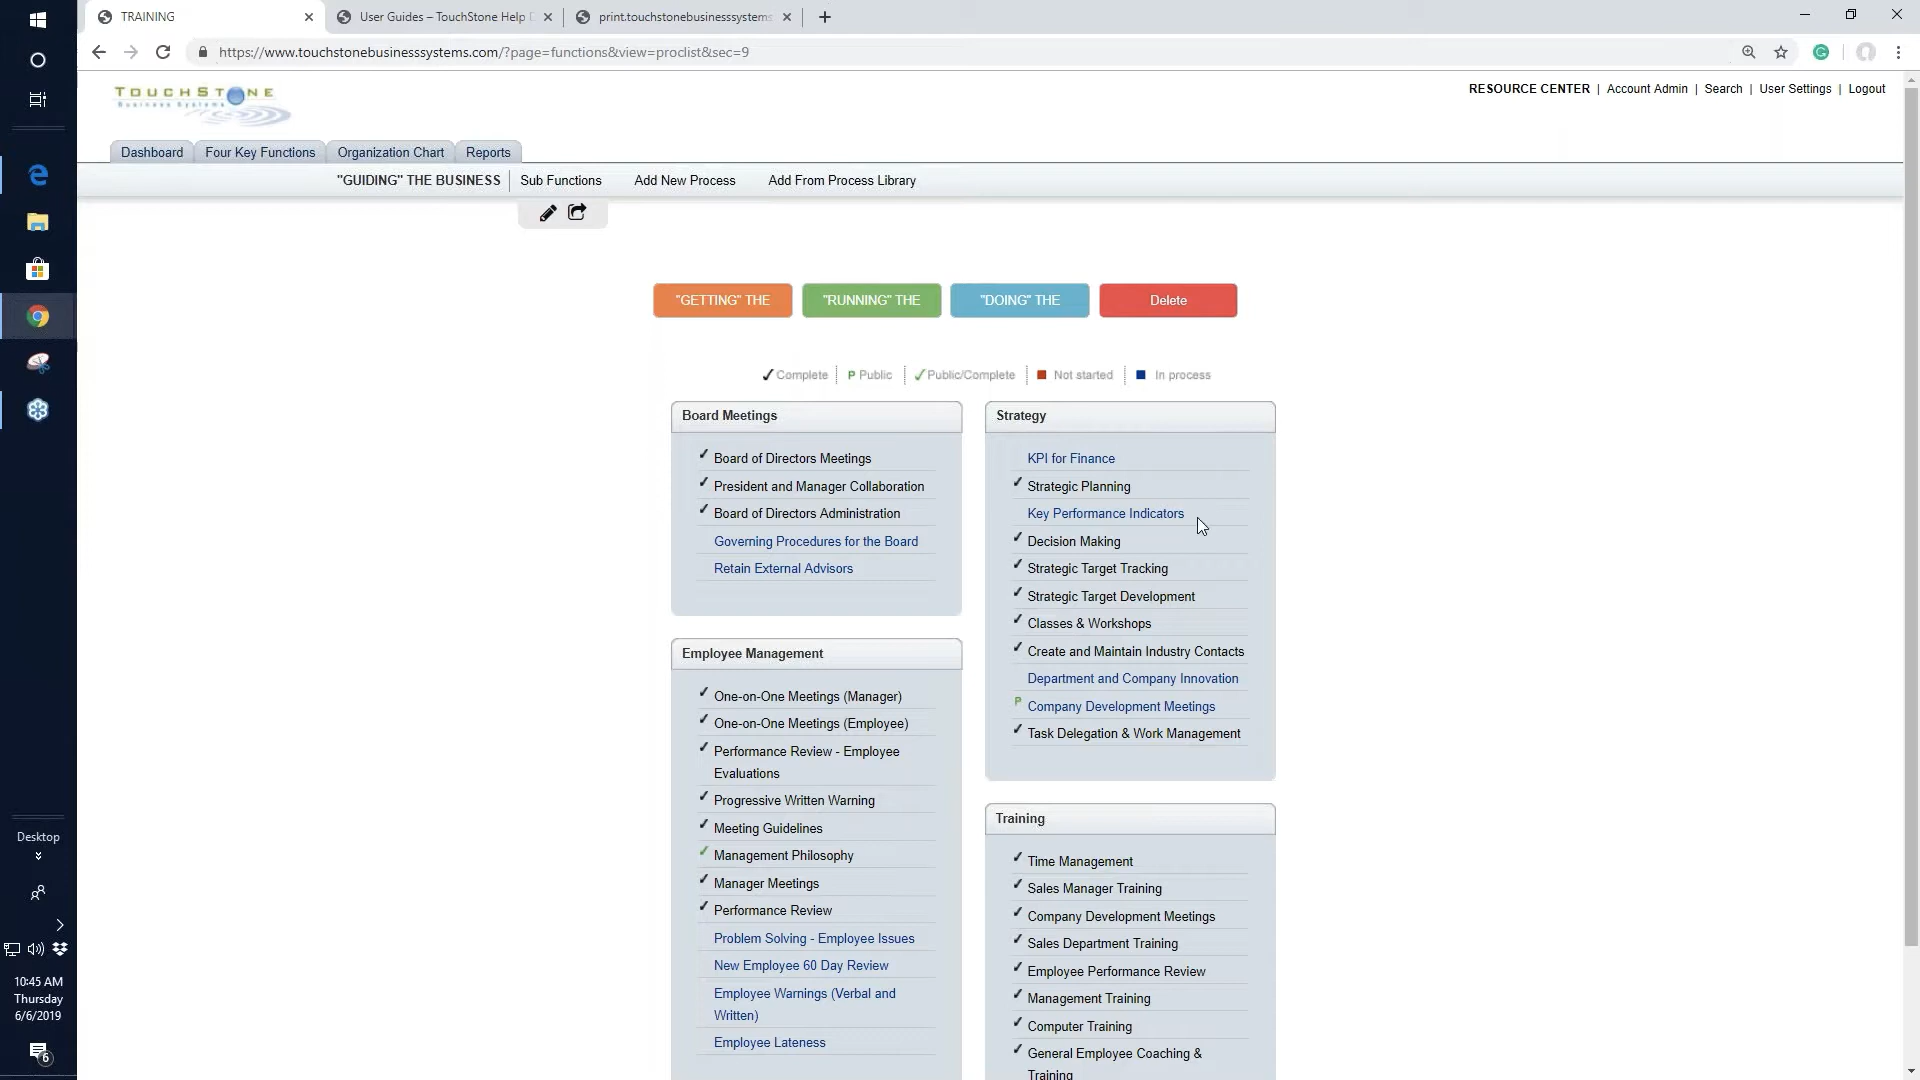 TRAINING
User Guides – TouchStone Help D
print.touchstonebusinesssystems
https://www.touchstonebusinesssystems.com/?page=functions&view=proclist&sec=9
TOUCHSTONE
Business Systems
RESOURCE CENTER | Account Admin | Search | User Settings | Logout
Dashboard Four Key Functions Organization Chart Reports
"GUIDING" THE BUSINESS Sub Functions Add New Process Add From Process Library
"GETTING" THE "RUNNING" THE "DOING" THE Delete
Complete P Public Public/Complete Not started In process
Board Meetings
Board of Directors Meetings
President and Manager Collaboration
Board of Directors Administration
Governing Procedures for the Board
Retain External Advisors
Employee Management
One-on-One Meetings (Manager)
One-on-One Meetings (Employee)
Performance Review - Employee
Evaluations
Progressive Written Warning
Meeting Guidelines
Management Philosophy
Manager Meetings
Performance Review
Problem Solving - Employee Issues
New Employee 60 Day Review
Employee Warnings (Verbal and
Written)
Employee Lateness
Strategy
KPI for Finance
Strategic Planning
Key Performance Indicators
Decision Making
Strategic Target Tracking
Strategic Target Development
Classes & Workshops
Create and Maintain Industry Contacts
Department and Company Innovation
P Company Development Meetings
Task Delegation & Work Management
Training
Time Management
Sales Manager Training
Company Development Meetings
Sales Department Training
Employee Performance Review
Management Training
Computer Training
General Employee Coaching &
Training
Desktop
10:45 AM
Thursday
6/6/2019
6